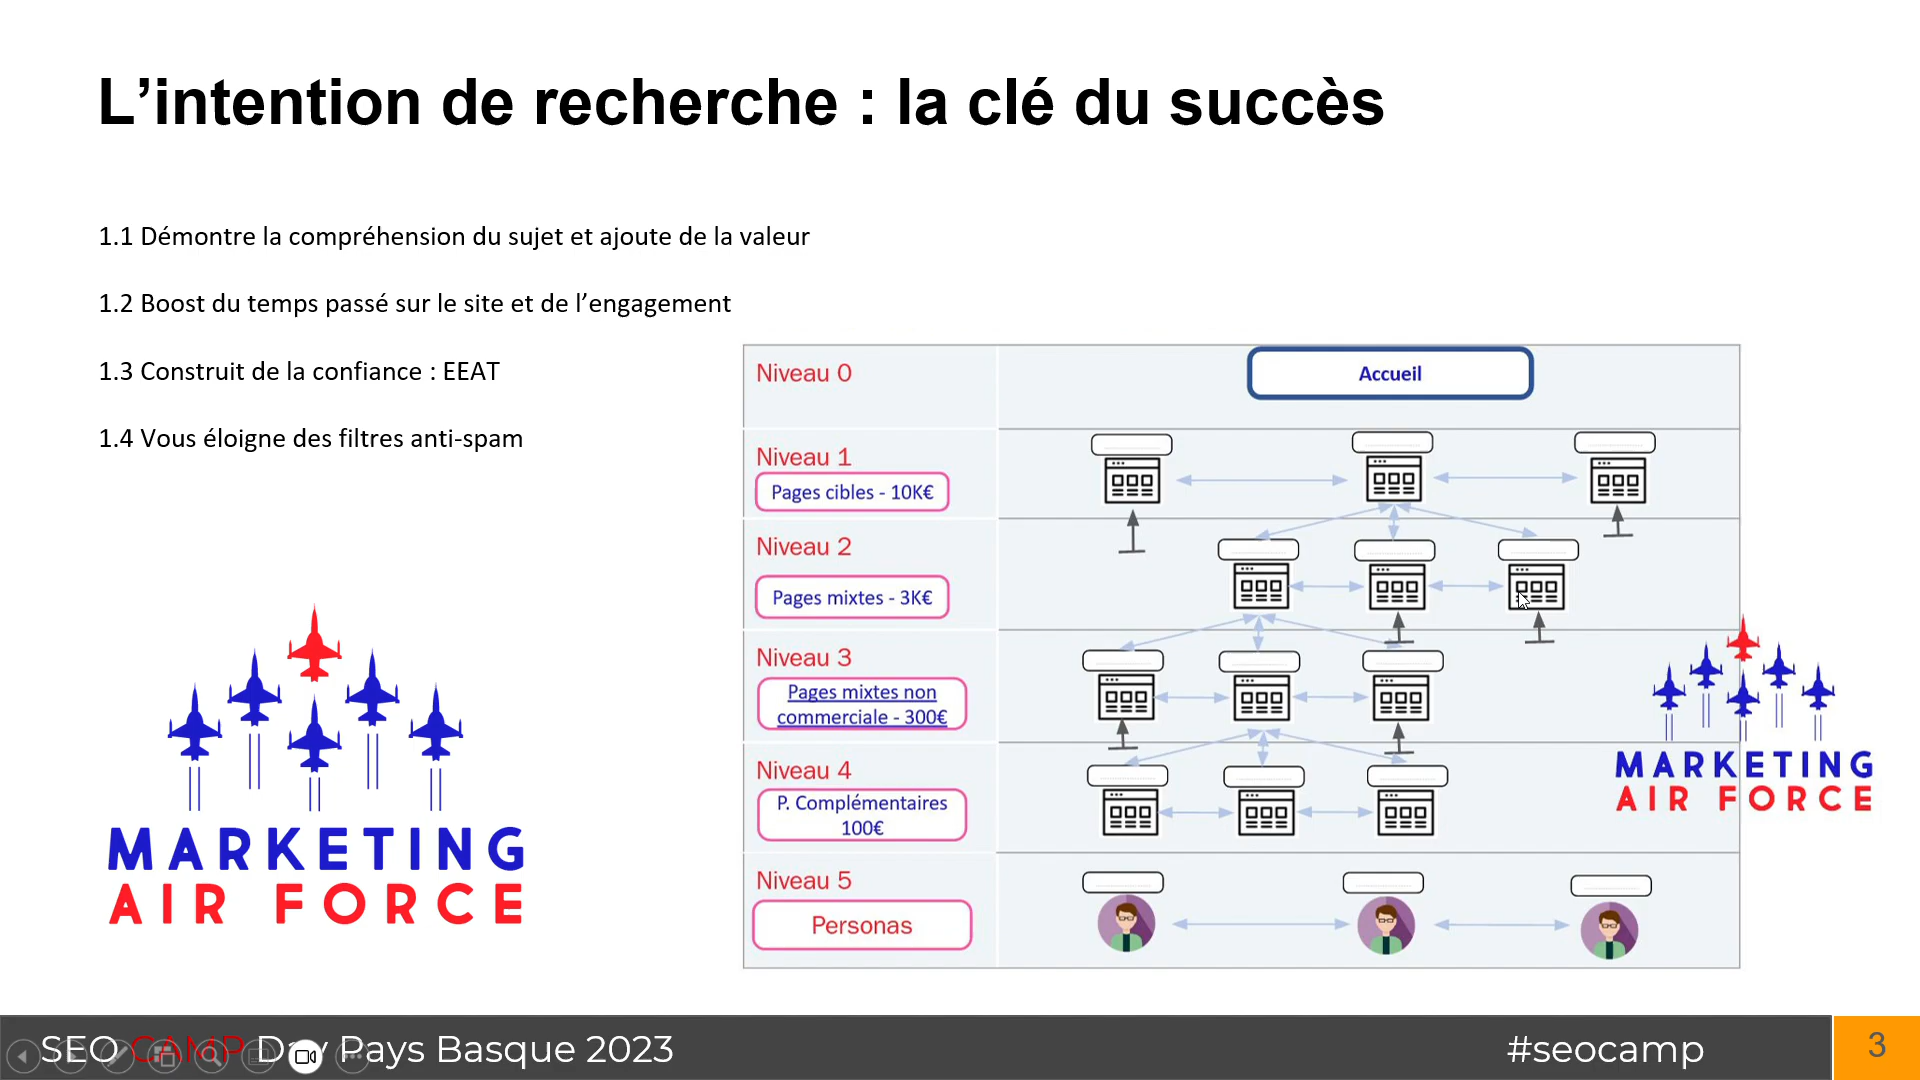 L’intention de recherche : la clé du succès
1.1 Démontre la compréhension du sujet et ajoute de la valeur
1.2 Boost du temps passé sur le site et de l’engagement
1.3 Construit de la confiance : EEAT
1.4 Vous éloigne des filtres anti-spam
Niveau 0
Accueil
Niveau 1
Pages cibles - 10K€
Niveau 2
Pages mixtes - 3K€
Niveau 3
Pages mixtes non
commerciale - 300€
Niveau 4
P. Complémentaires
100€
Niveau 5
Personas
MARKETING
AIR FORCE
MARKETING
AIR FORCE
SEO CAMP Day Pays Basque 2023
#seocamp
3